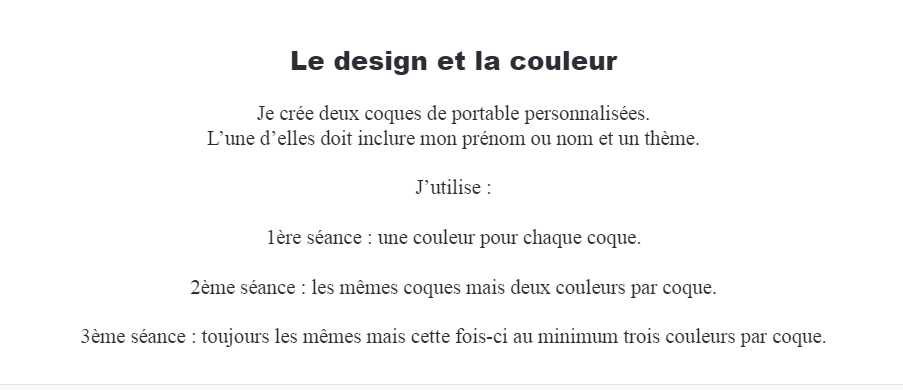 Le design et la couleur
Je crée deux coques de portable personnalisées.
L’une d’elles doit inclure mon prénom ou nom et un thème.
J’utilise :
1ère séance : une couleur pour chaque coque.
2ème séance : les mêmes coques mais deux couleurs par coque.
3ème séance : toujours les mêmes mais cette fois-ci au minimum trois couleurs par coque.